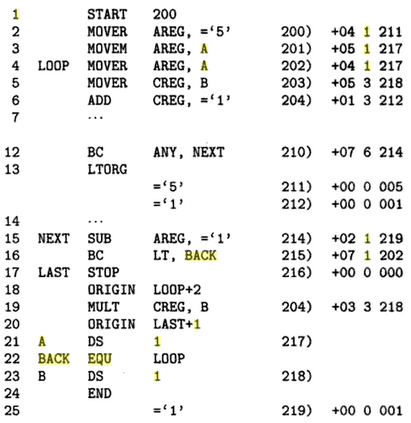 1 START 200
2 MOVER AREG, =‘5’ 200) +04 1 211
3 MOVEM AREG, A 201) +05 1 217
4 LOOP MOVER AREG, A 202) +04 1 217
5 MOVER CREG, B 203) +05 3 218
6 ADD CREG, =‘1’ 204) +01 3 212
7 ...
12 BC ANY, NEXT 210) +07 6 214
13 LTORG
=‘5’ 211) +00 0 005
=‘1’ 212) +00 0 001
14 ...
15 NEXT SUB AREG, =‘1’ 214) +02 1 219
16 BC LT, BACK 215) +07 1 202
17 LAST STOP 216) +00 0 000
18 ORIGIN LOOP+2
19 MULT CREG, B 204) +03 3 218
20 ORIGIN LAST+1
21 A DS 1 217)
22 BACK EQU LOOP
23 B DS 1 218)
24 END
25 =‘1’ 219) +00 0 001